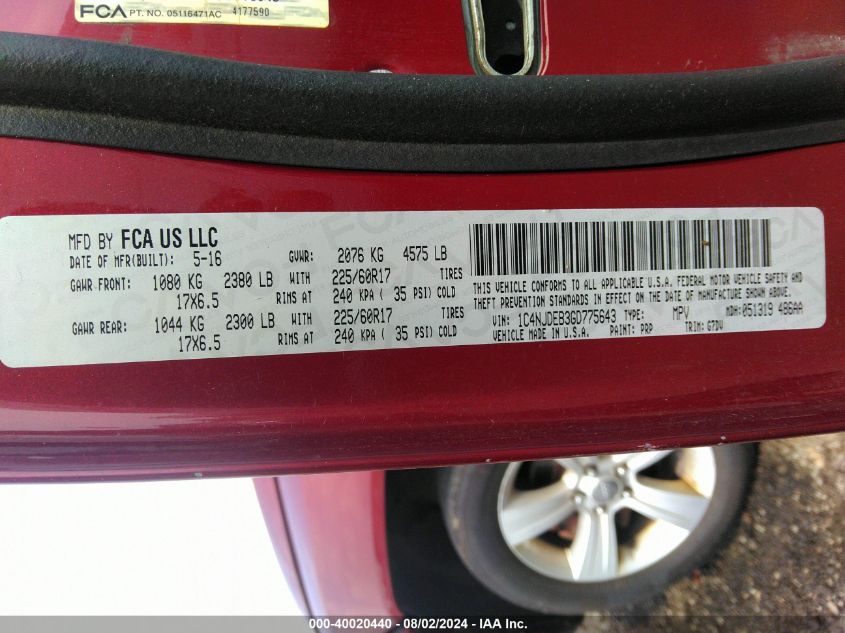 FCA PT. NO. 05116471AC 4177590
MFD BY FCA US LLC
DATE OF MFR(BUILT): 5-16 GVWR: 2076 KG 4575 LB
GAWR FRONT: 1080 KG 2380 LB WITH 225/60R17 TIRES
17X6.5 RIMS AT 240 KPA ( 35 PSI) COLD
GAWR REAR: 1044 KG 2300 LB WITH 225/60R17 TIRES
17X6.5 RIMS AT 240 KPA ( 35 PSI) COLD
THIS VEHICLE CONFORMS TO ALL APPLICABLE U.S.A. FEDERAL MOTOR VEHICLE SAFETY AND
THEFT PREVENTION STANDARDS IN EFFECT ON THE DATE OF MANUFACTURE SHOWN ABOVE.
VIN: 1C4NJDEB3GD775643 TYPE: MPV MDH:051319 486AA
VEHICLE MADE IN U.S.A. PAINT: PRP TRIM: G7DV
000-40020440 - 08/02/2024 - IAA Inc.